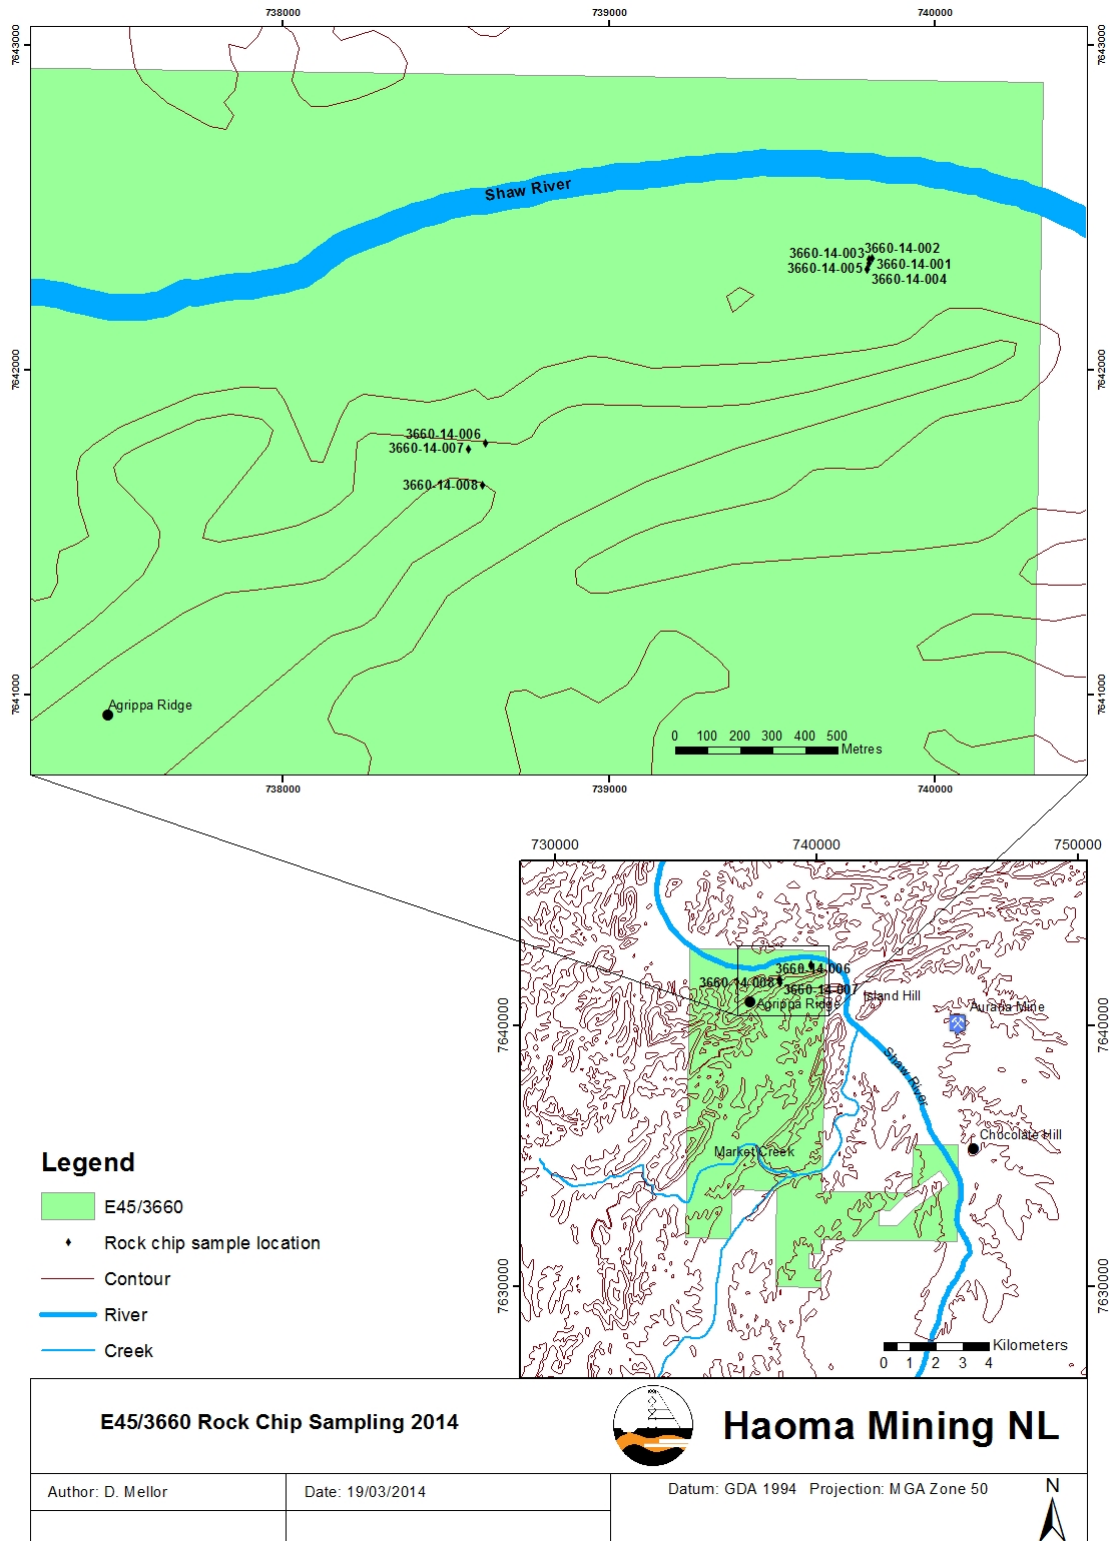 738000 739000 740000
7643000 7643000
Shaw River
3660-14-003 3660-14-002
3660-14-001
3660-14-005
3660-14-004
7642000 7642000
3660-14-006
3660-14-007
3660-14-008
7641000 7641000
Agrippa Ridge
0 100 200 300 400 500
Metres
738000 739000 740000
730000 740000 750000
3660-14-006
3660-14-008
3660-14-007
Agrippa Ridge
Island Hill
Aurana Mine
7640000 7640000
Shaw River
Chocolate Hill
Market Creek
7630000 7630000
Kilometers
0 1 2 3 4
Legend
E45/3660
Rock chip sample location
Contour
River
Creek
E45/3660 Rock Chip Sampling 2014
Haoma Mining NL
Author: D. Mellor
Date: 19/03/2014
Datum: GDA 1994 Projection: MGA Zone 50
N